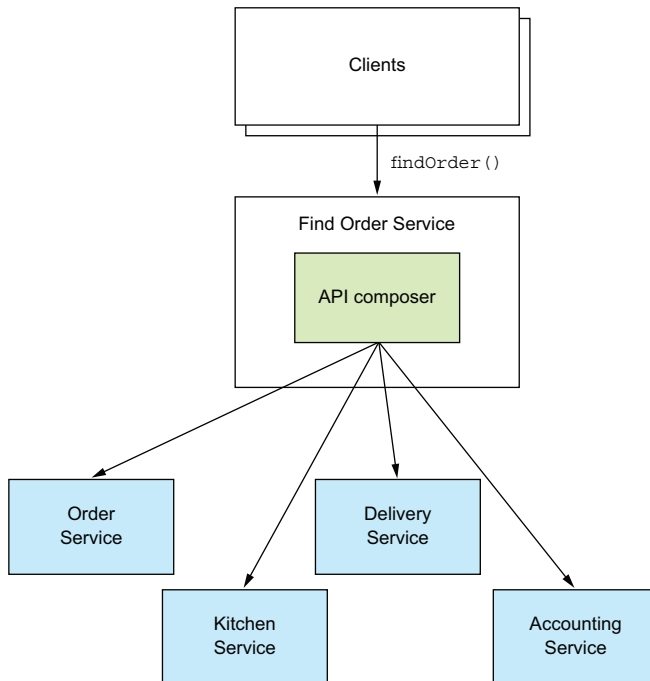 Clients
findOrder()
Find Order Service
API composer
Order
Service
Delivery
Service
Kitchen
Service
Accounting
Service